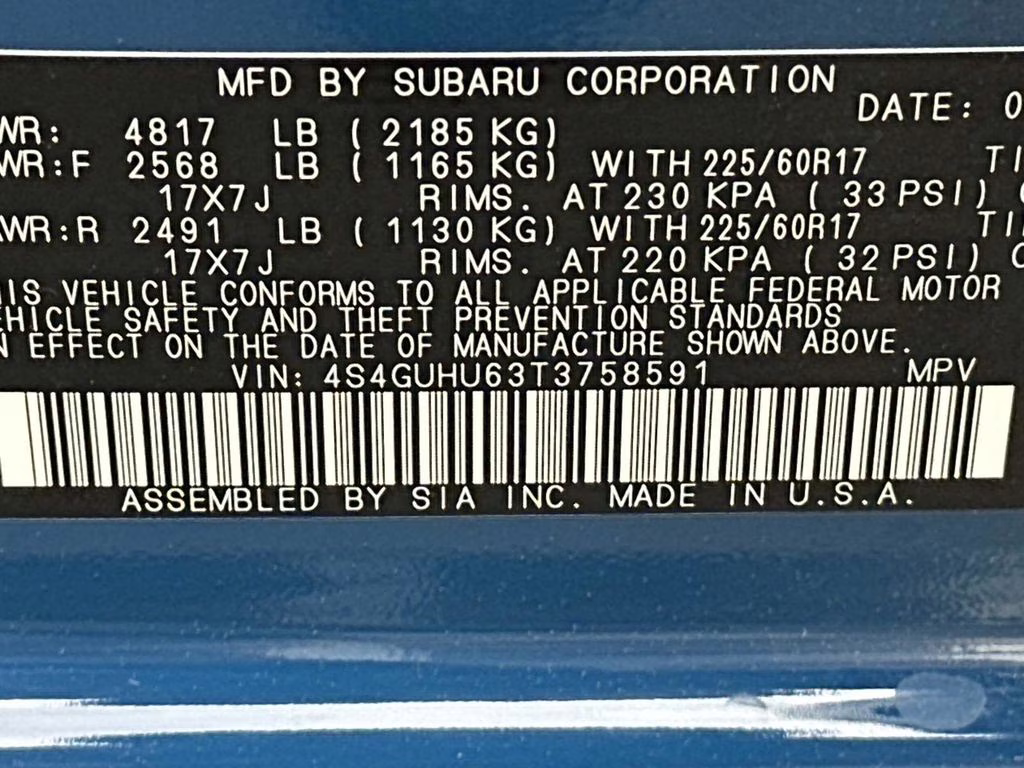 MFD BY SUBARU CORPORATION
DATE: 0
WR: 4817 LB ( 2185 KG)
WR:F 2568 LB ( 1165 KG) WITH 225/60R17 TI
17X7J RIMS. AT 230 KPA ( 33 PSI) C
WR:R 2491 LB ( 1130 KG) WITH 225/60R17 TI
17X7J RIMS. AT 220 KPA ( 32 PSI) C
IS VEHICLE CONFORMS TO ALL APPLICABLE FEDERAL MOTOR
EHICLE SAFETY AND THEFT PREVENTION STANDARDS
N EFFECT ON THE DATE OF MANUFACTURE SHOWN ABOVE.
VIN: 4S4GUHU63T3758591 MPV
ASSEMBLED BY SIA INC. MADE IN U.S.A.